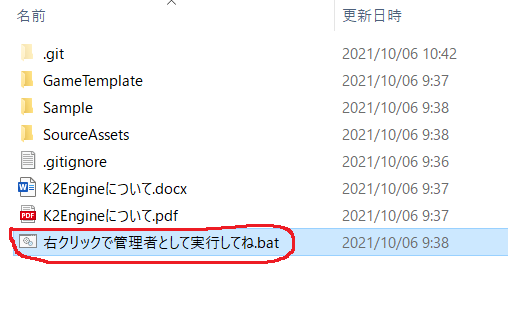 名前 更新日時
.git 2021/10/06 10:42
GameTemplate 2021/10/06 9:37
Sample 2021/10/06 9:38
SourceAssets 2021/10/06 9:38
.gitignore 2021/10/06 9:36
K2Engineについて.docx 2021/10/06 9:37
K2Engineについて.pdf 2021/10/06 9:37
右クリックで管理者として実行してね.bat 2021/10/06 9:38